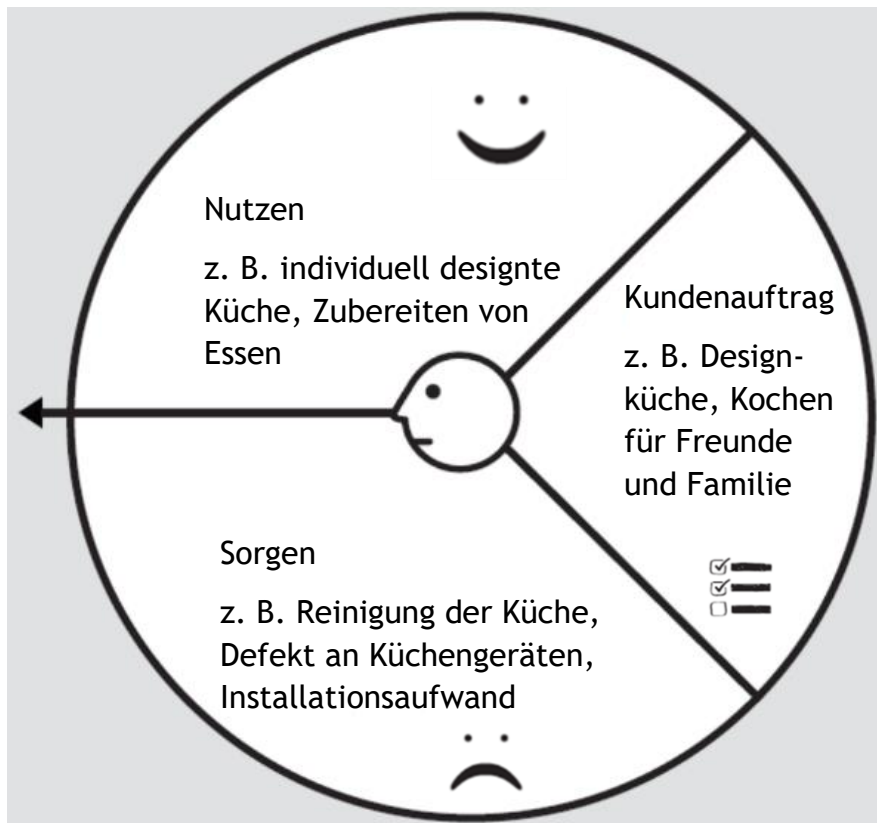 Nutzen
z. B. individuell designte
Küche, Zubereiten von
Essen
Kundenauftrag
z. B. Design-
küche, Kochen
für Freunde
und Familie
Sorgen
z. B. Reinigung der Küche,
Defekt an Küchengeräten,
Installationsaufwand